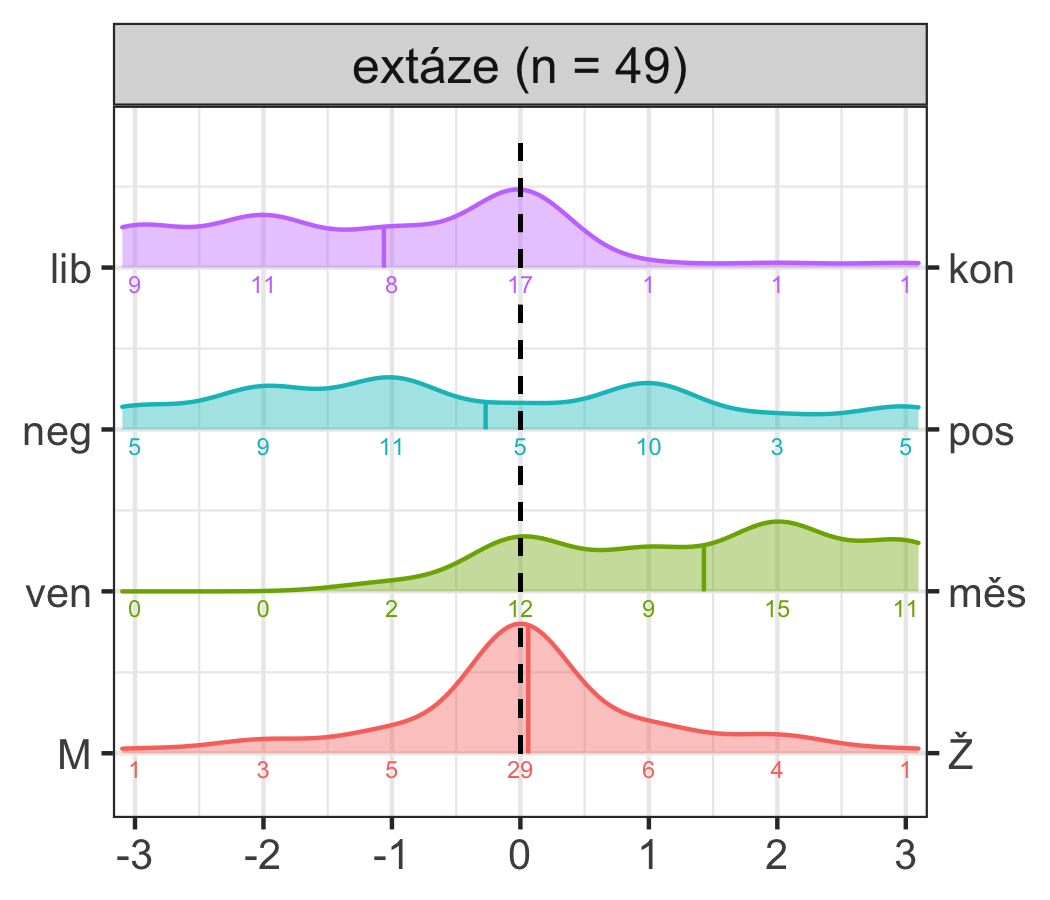 extáze (n = 49)
lib kon
9 11 8 17 1 1 1
neg pos
5 9 11 5 10 3 5
ven měs
0 0 2 12 9 15 11
M Ž
1 3 5 29 6 4 1
-3 -2 -1 0 1 2 3